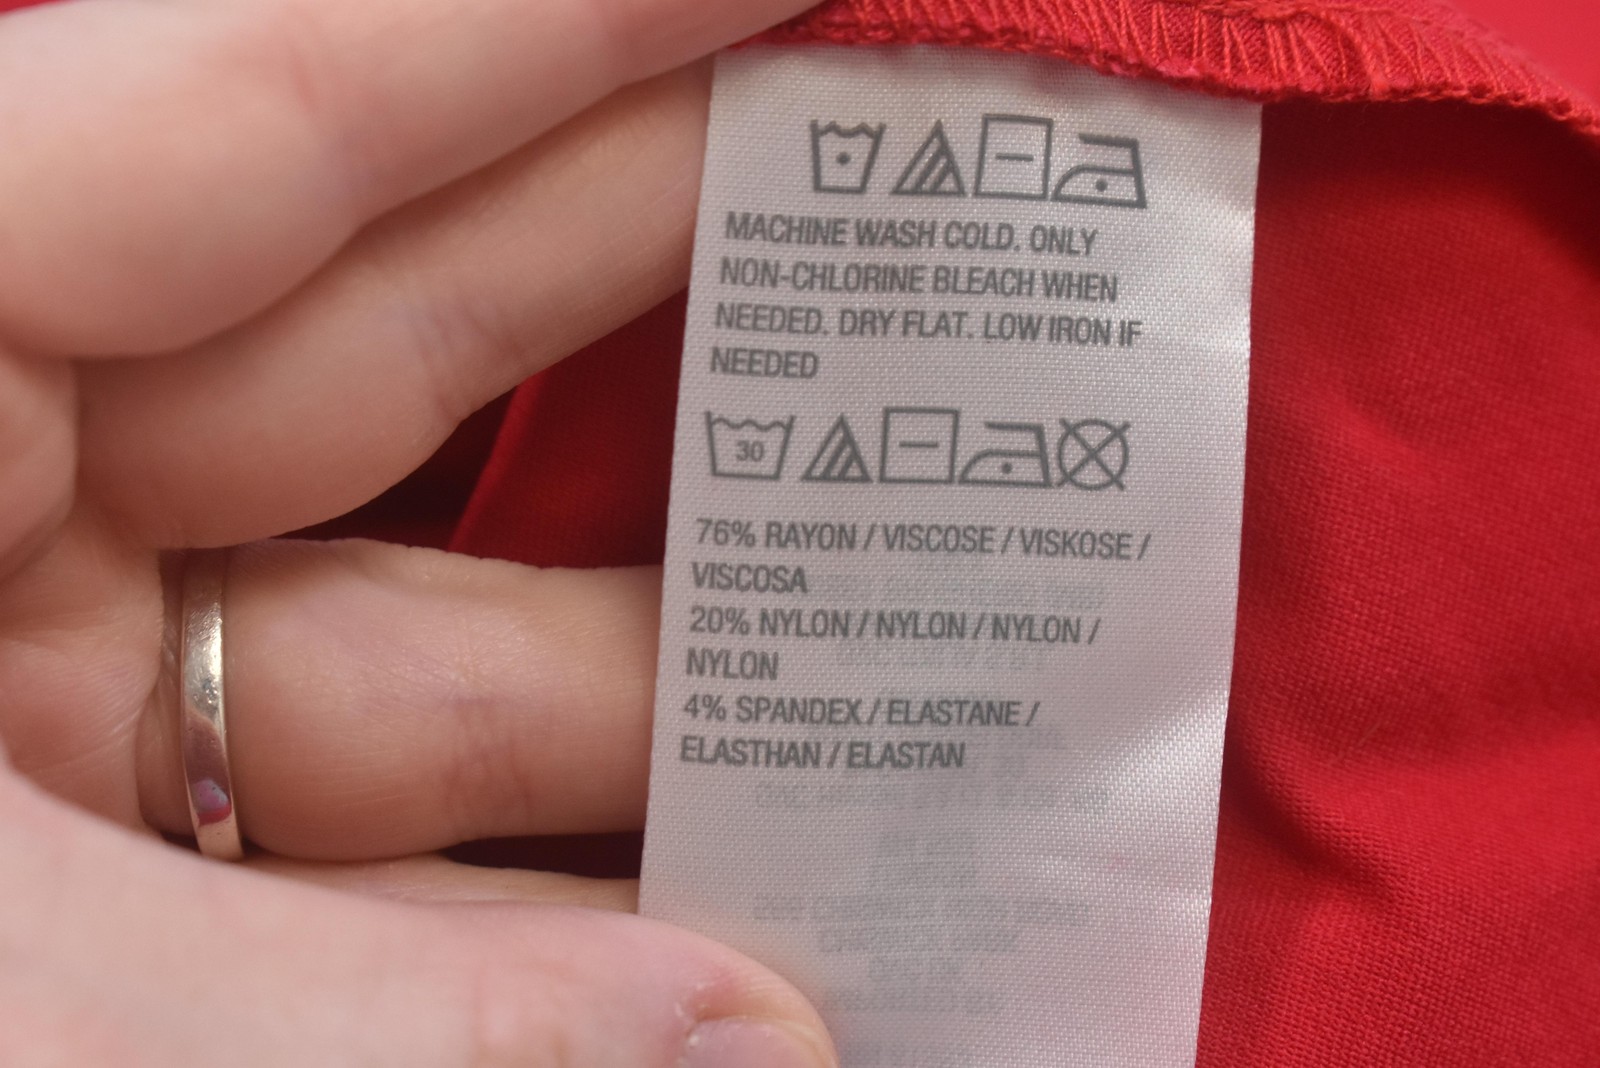 MACHINE WASH COLD. ONLY
NON-CHLORINE BLEACH WHEN
NEEDED. DRY FLAT. LOW IRON IF
NEEDED
30
76% RAYON / VISCOSE / VISKOSE /
VISCOSA
20% NYLON / NYLON / NYLON /
NYLON
4% SPANDEX / ELASTANE /
ELASTHAN / ELASTAN